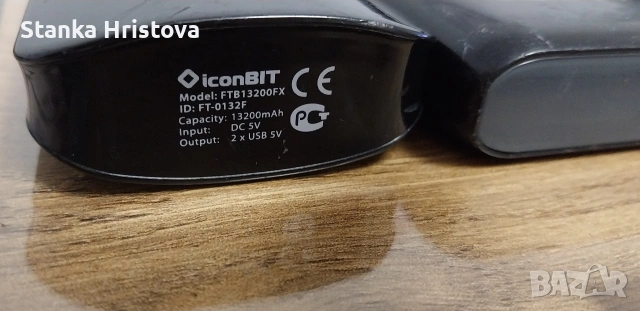 Stanka Hristova
iconBIT
Model: FTB13200FX
ID: FT-0132F
Capacity: 13200mAh
Input: DC 5V
Output: 2 x USB 5V
CE
PCT
BAZAR